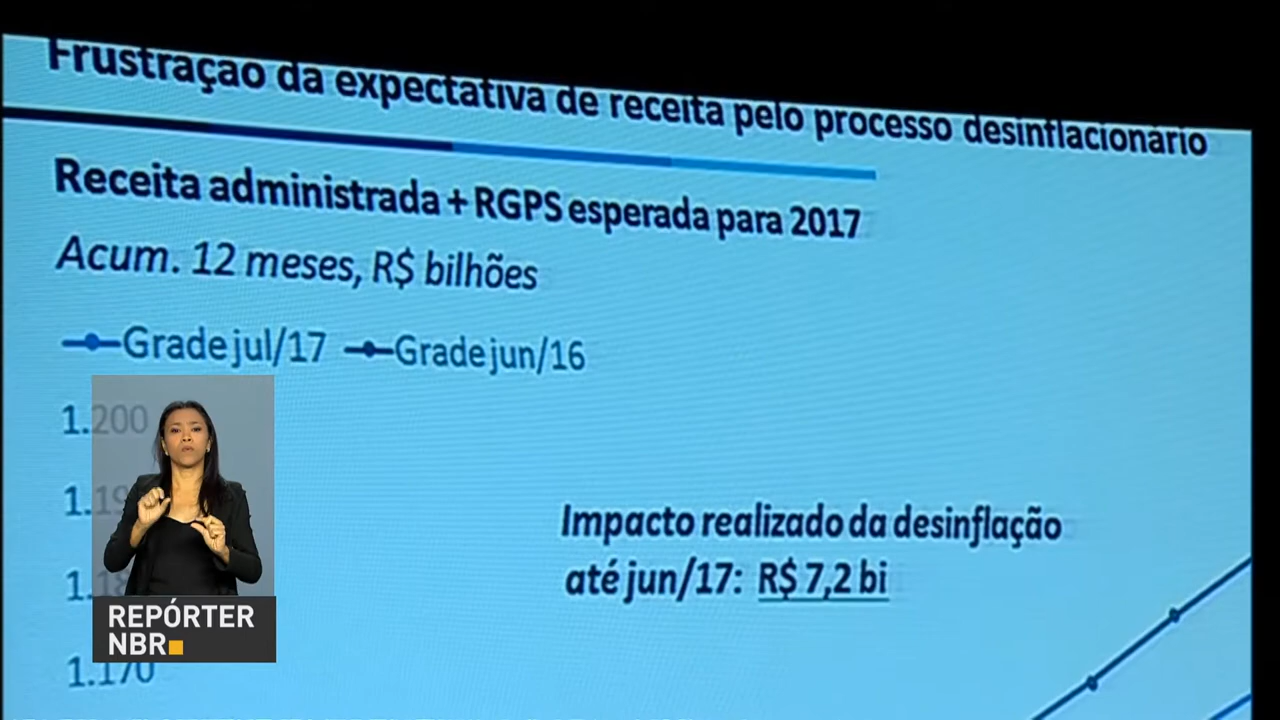 Frustração da expectativa de receita pelo processo desinflacionário
Receita administrada + RGPS esperada para 2017
Acum. 12 meses, R$ bilhões
Grade jul/17 Grade jun/16
1.200
Impacto realizado da desinflação
até jun/17: R$ 7,2 bi
REPÓRTER
NBR
1.170